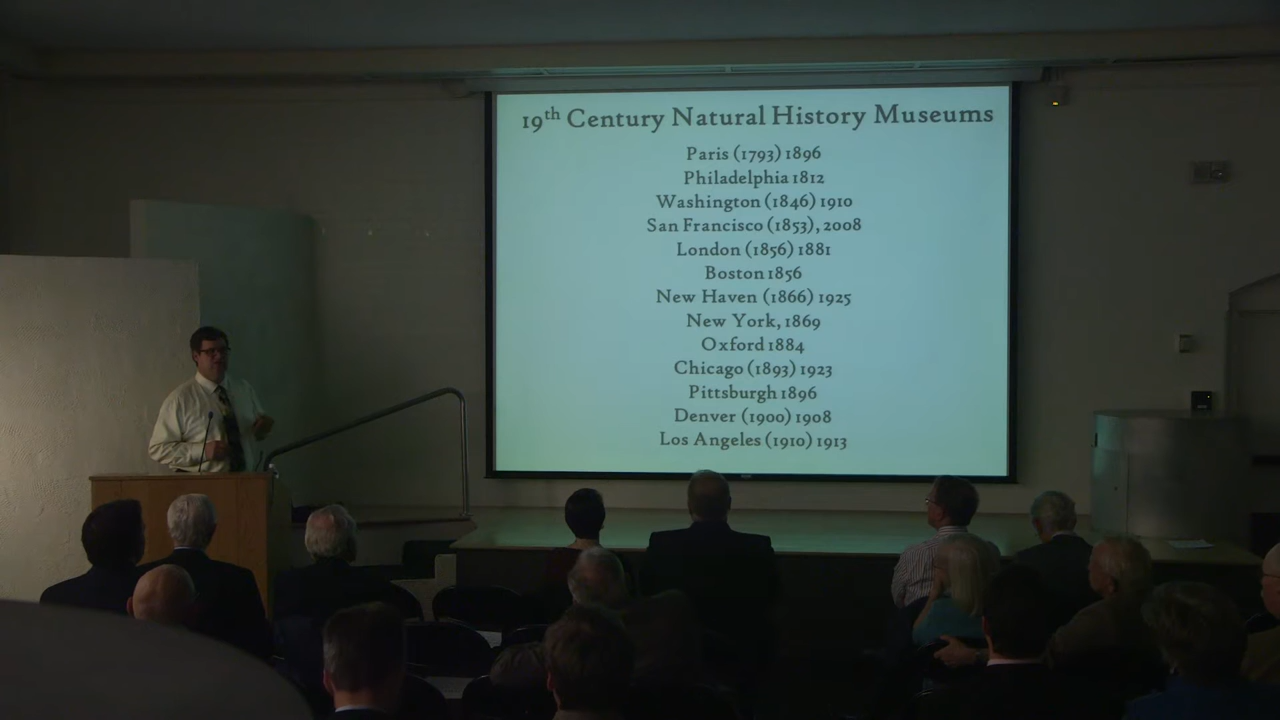 19th Century Natural History Museums
Paris (1793) 1896
Philadelphia 1812
Washington (1846) 1910
San Francisco (1853), 2008
London (1856) 1881
Boston 1856
New Haven (1866) 1925
New York, 1869
Oxford 1884
Chicago (1893) 1923
Pittsburgh 1896
Denver (1900) 1908
Los Angeles (1910) 1913